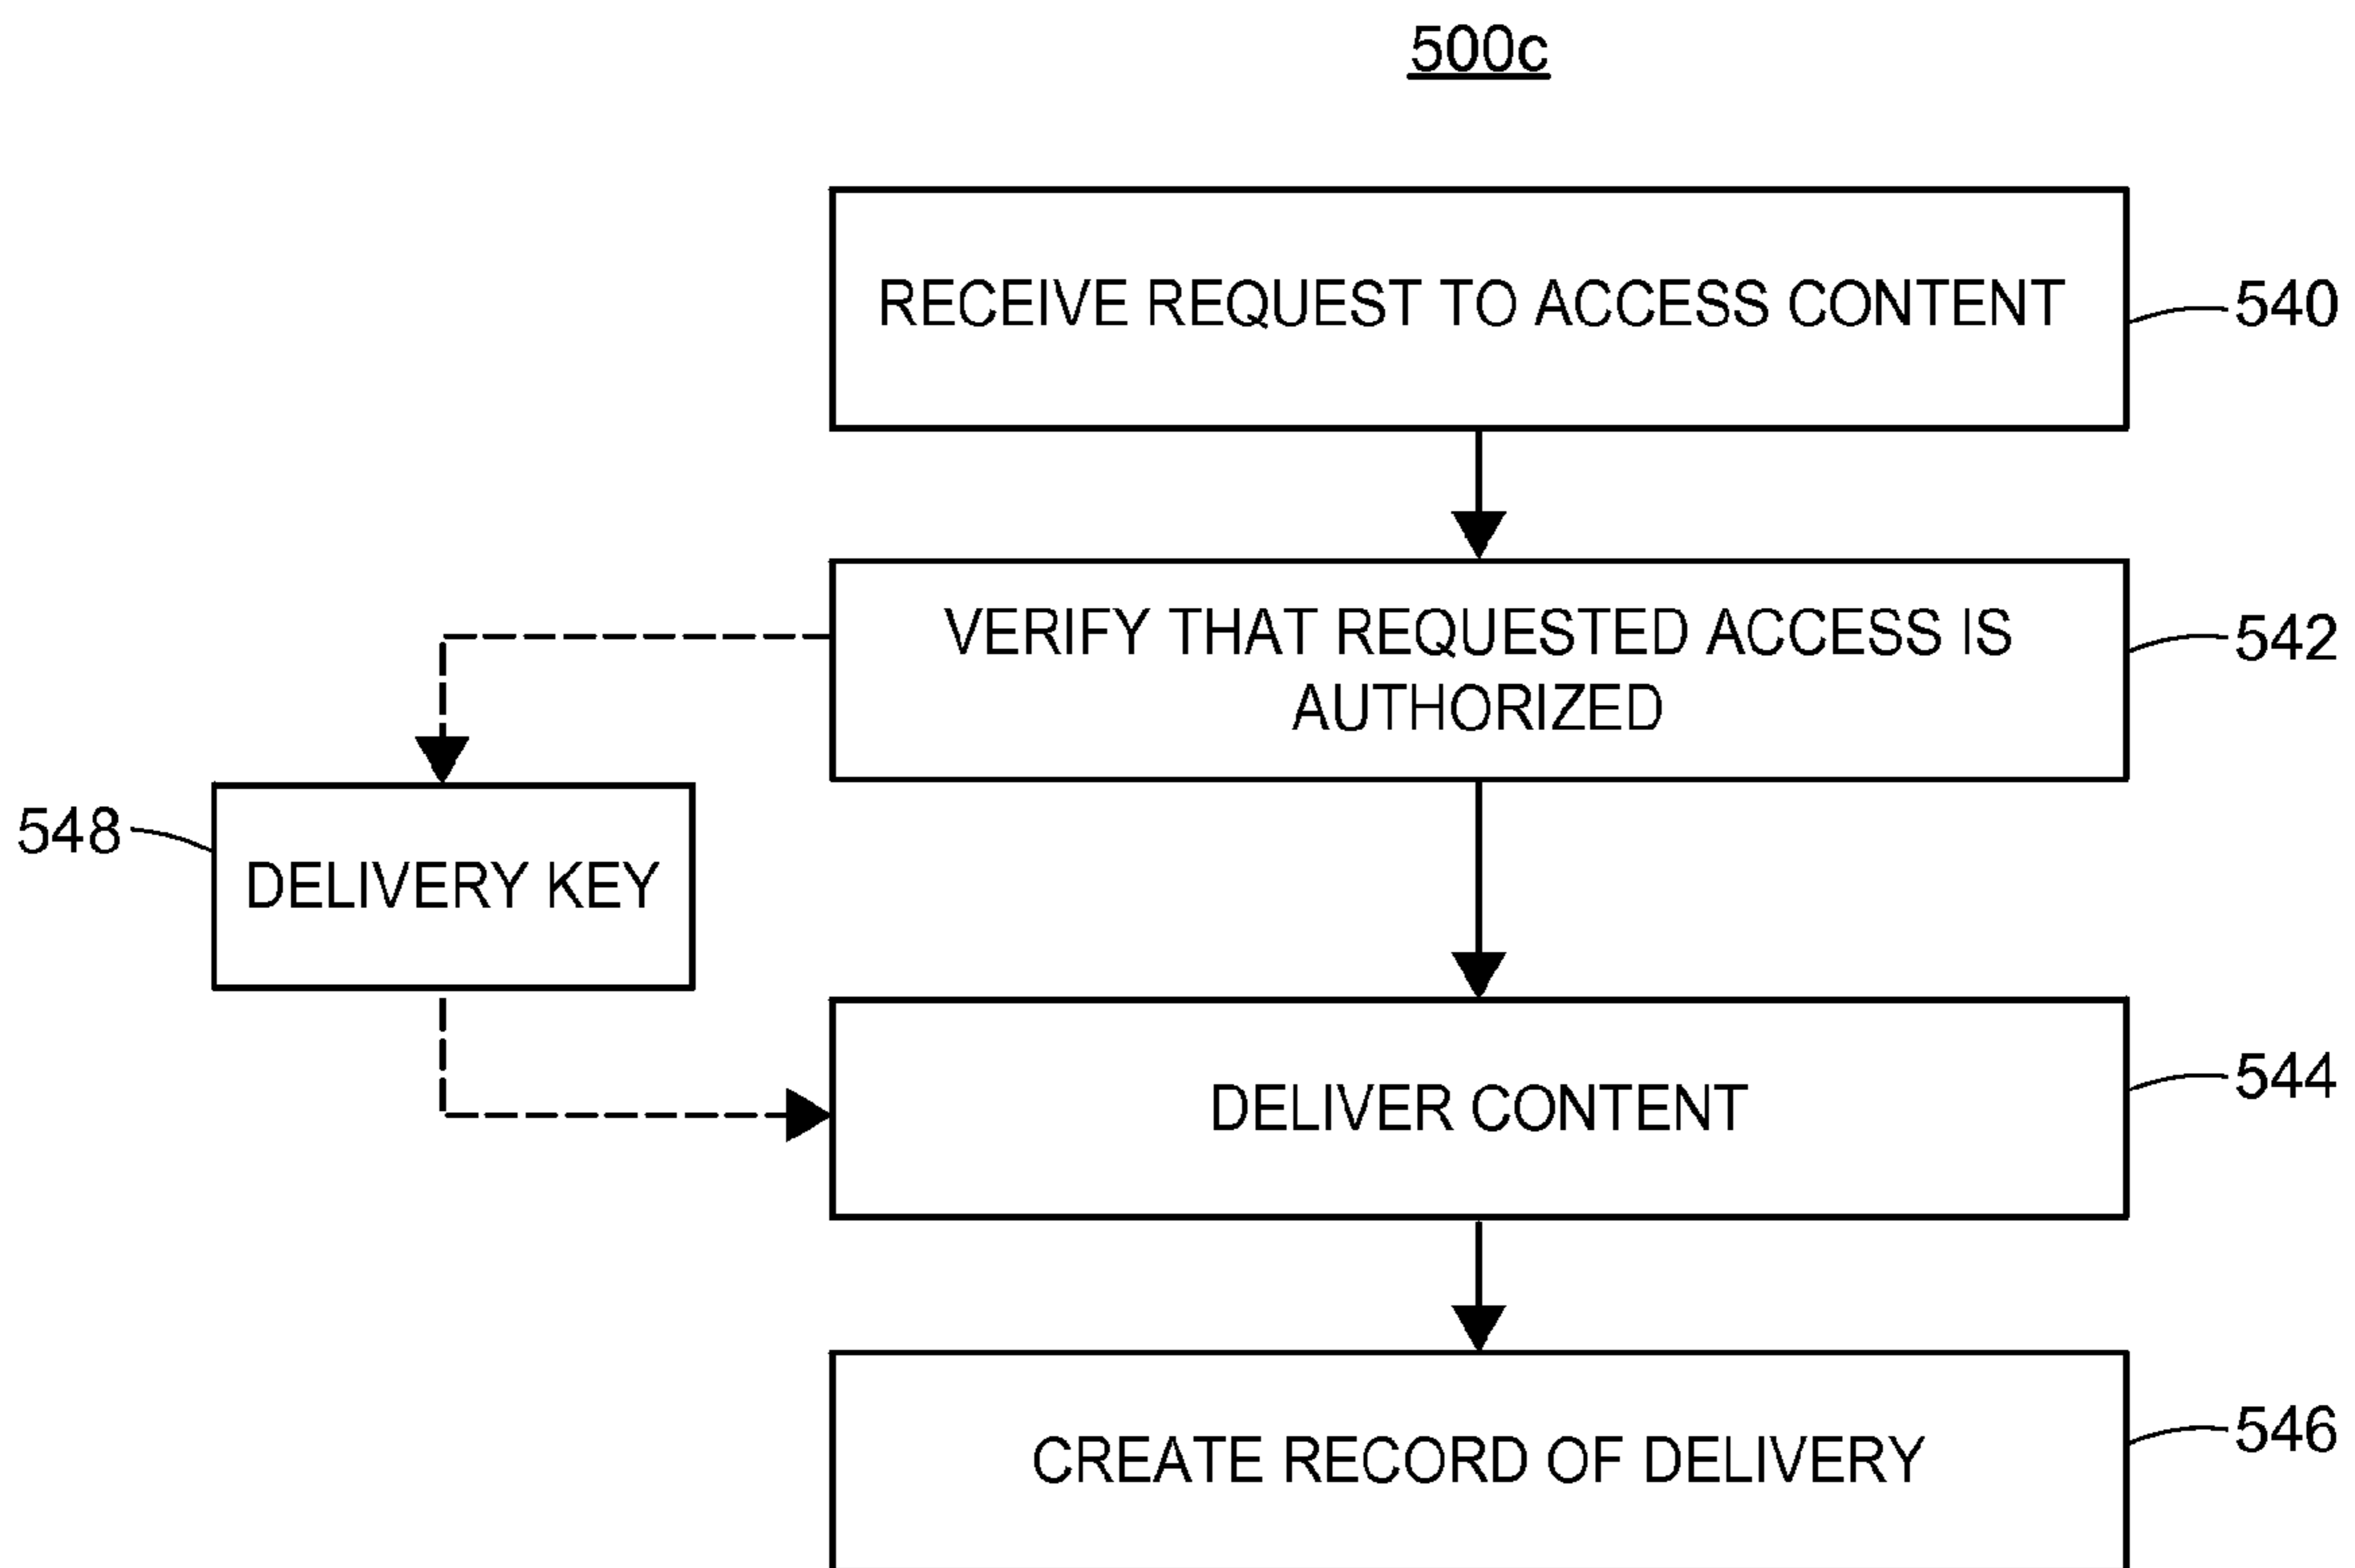 500c
RECEIVE REQUEST TO ACCESS CONTENT
540
VERIFY THAT REQUESTED ACCESS IS
AUTHORIZED
542
548
DELIVERY KEY
DELIVER CONTENT
544
CREATE RECORD OF DELIVERY
546